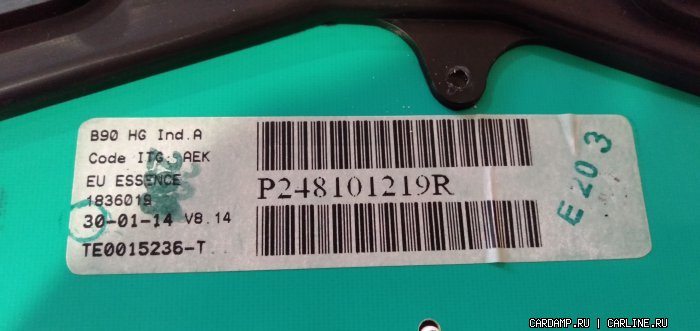 B90 HG Ind.A
Code ITG: AEK
EU ESSENCE
1836019
30-01-14 V8.14
TE0015236-T
P248101219R
E 20 3
CARDAMP.RU | CARLINE.RU